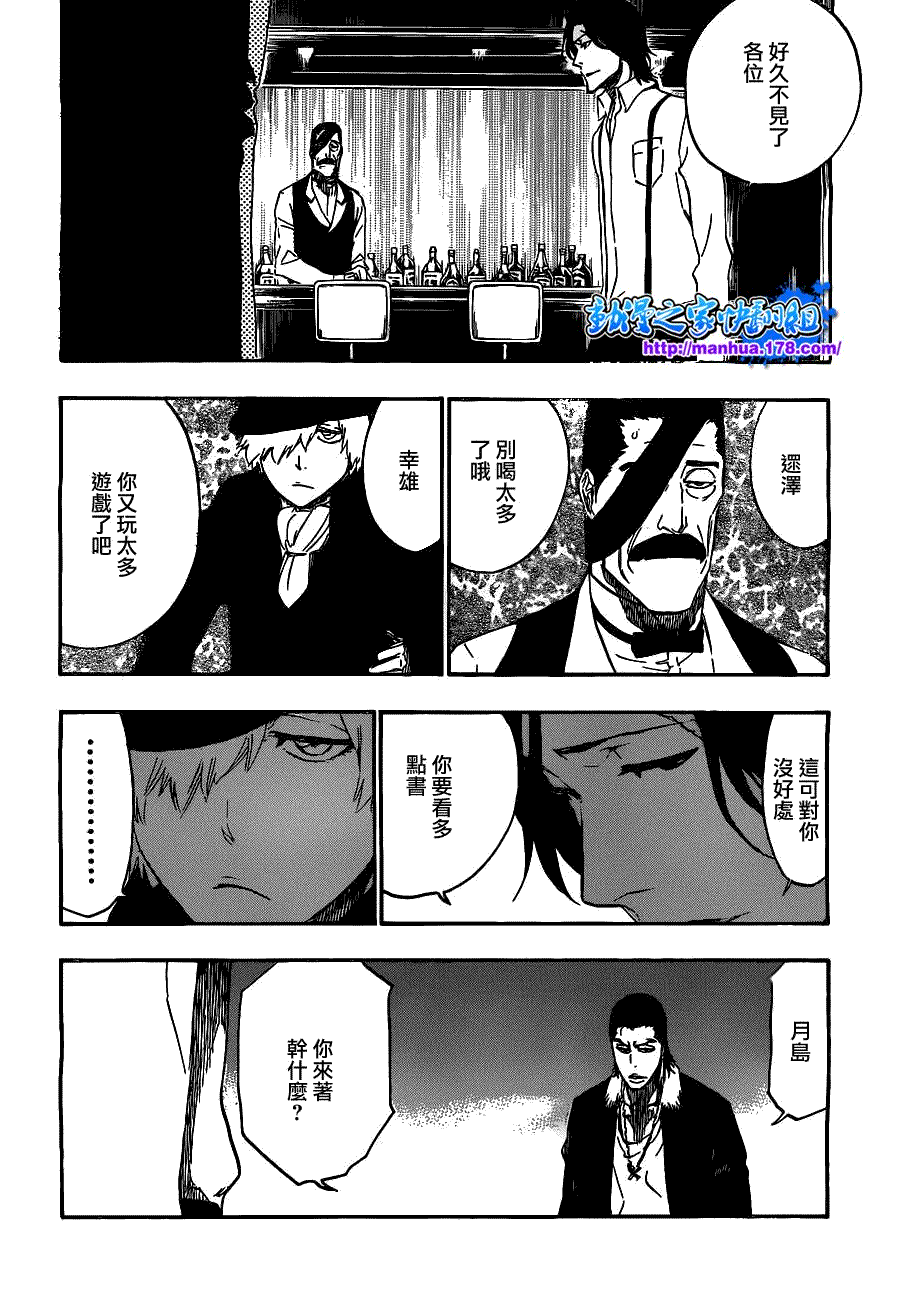 好久不見了
各位
動漫之家快翻組
http://manhua.178.com/
還澤
別喝太多
了哦
幸雄
你又玩太多
遊戲了吧
這可對你
沒好處
你要看多
點書
…………
月島
你來著
幹什麼?